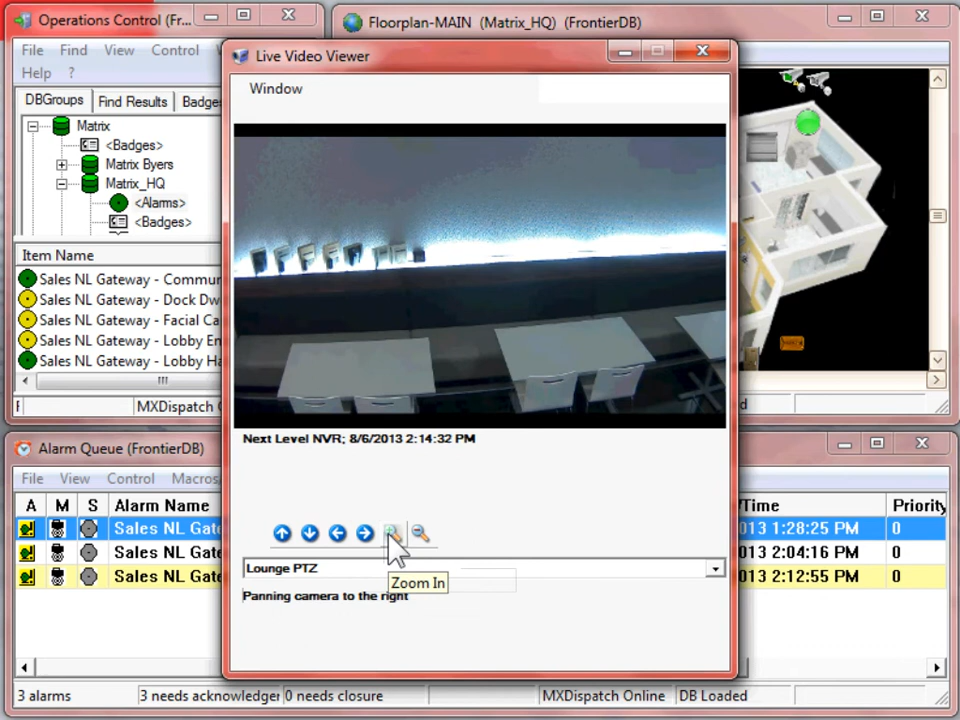 Operations Control (Fr...
File Find View Control
Help ?
DBGroups Find Results Badge
Matrix
<Badges>
Matrix Byers
Matrix_HQ
<Alarms>
<Badges>
Item Name
Sales NL Gateway - Commu
Sales NL Gateway - Dock Dw
Sales NL Gateway - Facial Ca
Sales NL Gateway - Lobby En
Sales NL Gateway - Lobby Ha
MXDispatch
Floorplan-MAIN (Matrix_HQ) (FrontierDB)
Live Video Viewer
Window
Next Level NVR; 8/6/2013 2:14:32 PM
Lounge PTZ
Zoom In
Panning camera to the right
Alarm Queue (FrontierDB)
File View Control Macros
A M S Alarm Name /Time Priority
Sales NL Gate 013 1:28:25 PM 0
Sales NL Gate 013 2:04:16 PM 0
Sales NL Gate 013 2:12:55 PM 0
3 alarms 3 needs acknowledger 0 needs closure MXDispatch Online DB Loaded